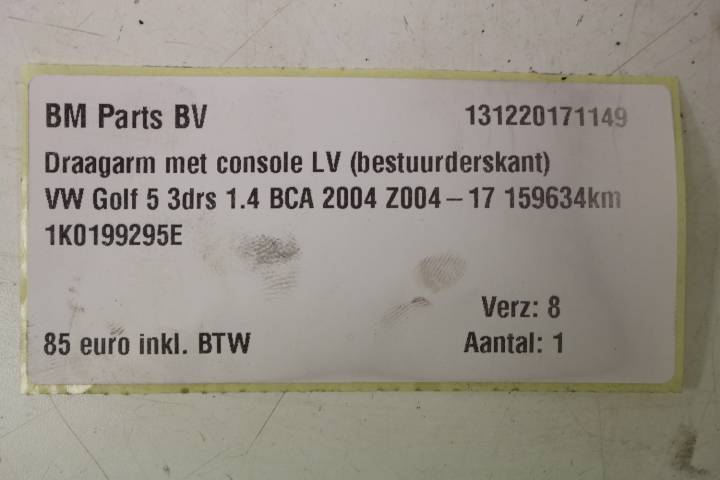 BM Parts BV 131220171149
Draagarm met console LV (bestuurderskant)
VW Golf 5 3drs 1.4 BCA 2004 Z004-17 159634km
1K0199295E
Verz: 8
85 euro inkl. BTW Aantal: 1